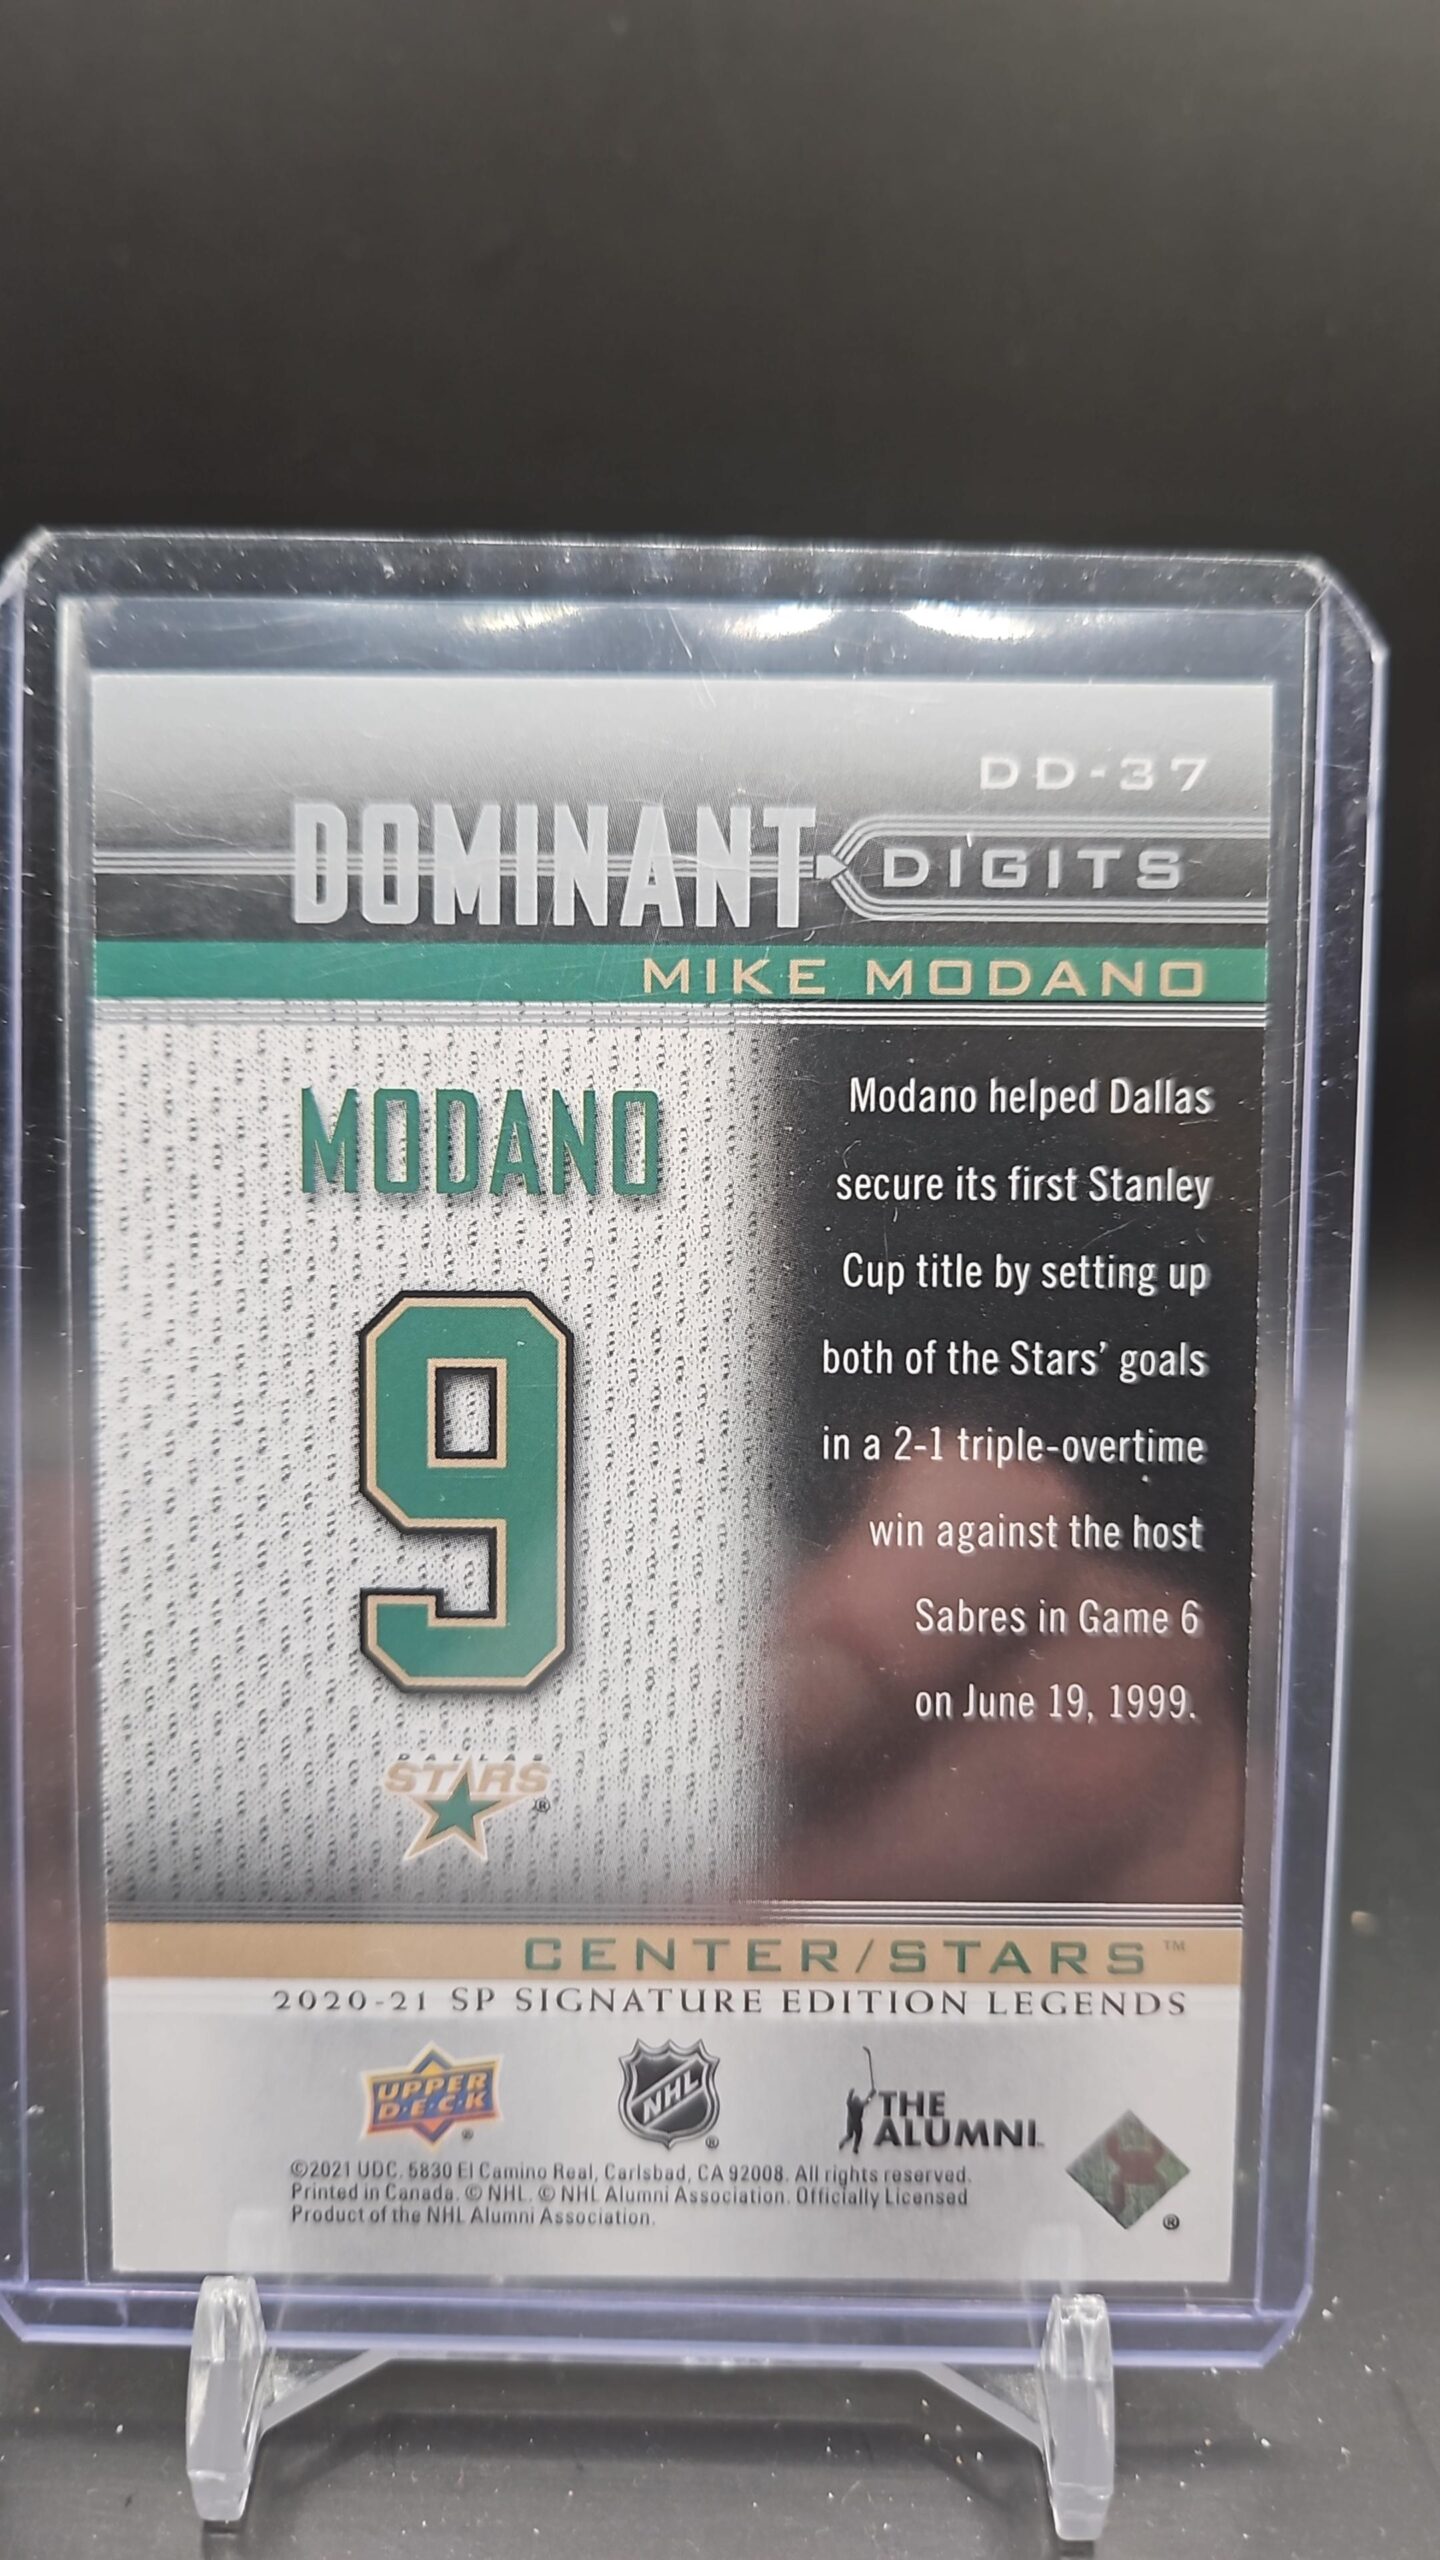 DD-37
DOMINANT DIGITS
MIKE MODANO
MODANO
9
DALLAS
STARS
®
Modano helped Dallas
secure its first Stanley
Cup title by setting up
both of the Stars' goals
in a 2-1 triple-overtime
win against the host
Sabres in Game 6
on June 19, 1999.
CENTER/STARS™
2020-21 SP SIGNATURE EDITION LEGENDS
UPPER
D•E•C•K
®
NHL
®
THE
ALUMNI
©2021 UDC. 5830 El Camino Real, Carlsbad, CA 92008. All rights reserved.
Printed in Canada. © NHL. © NHL Alumni Association. Officially Licensed
Product of the NHL Alumni Association.
®